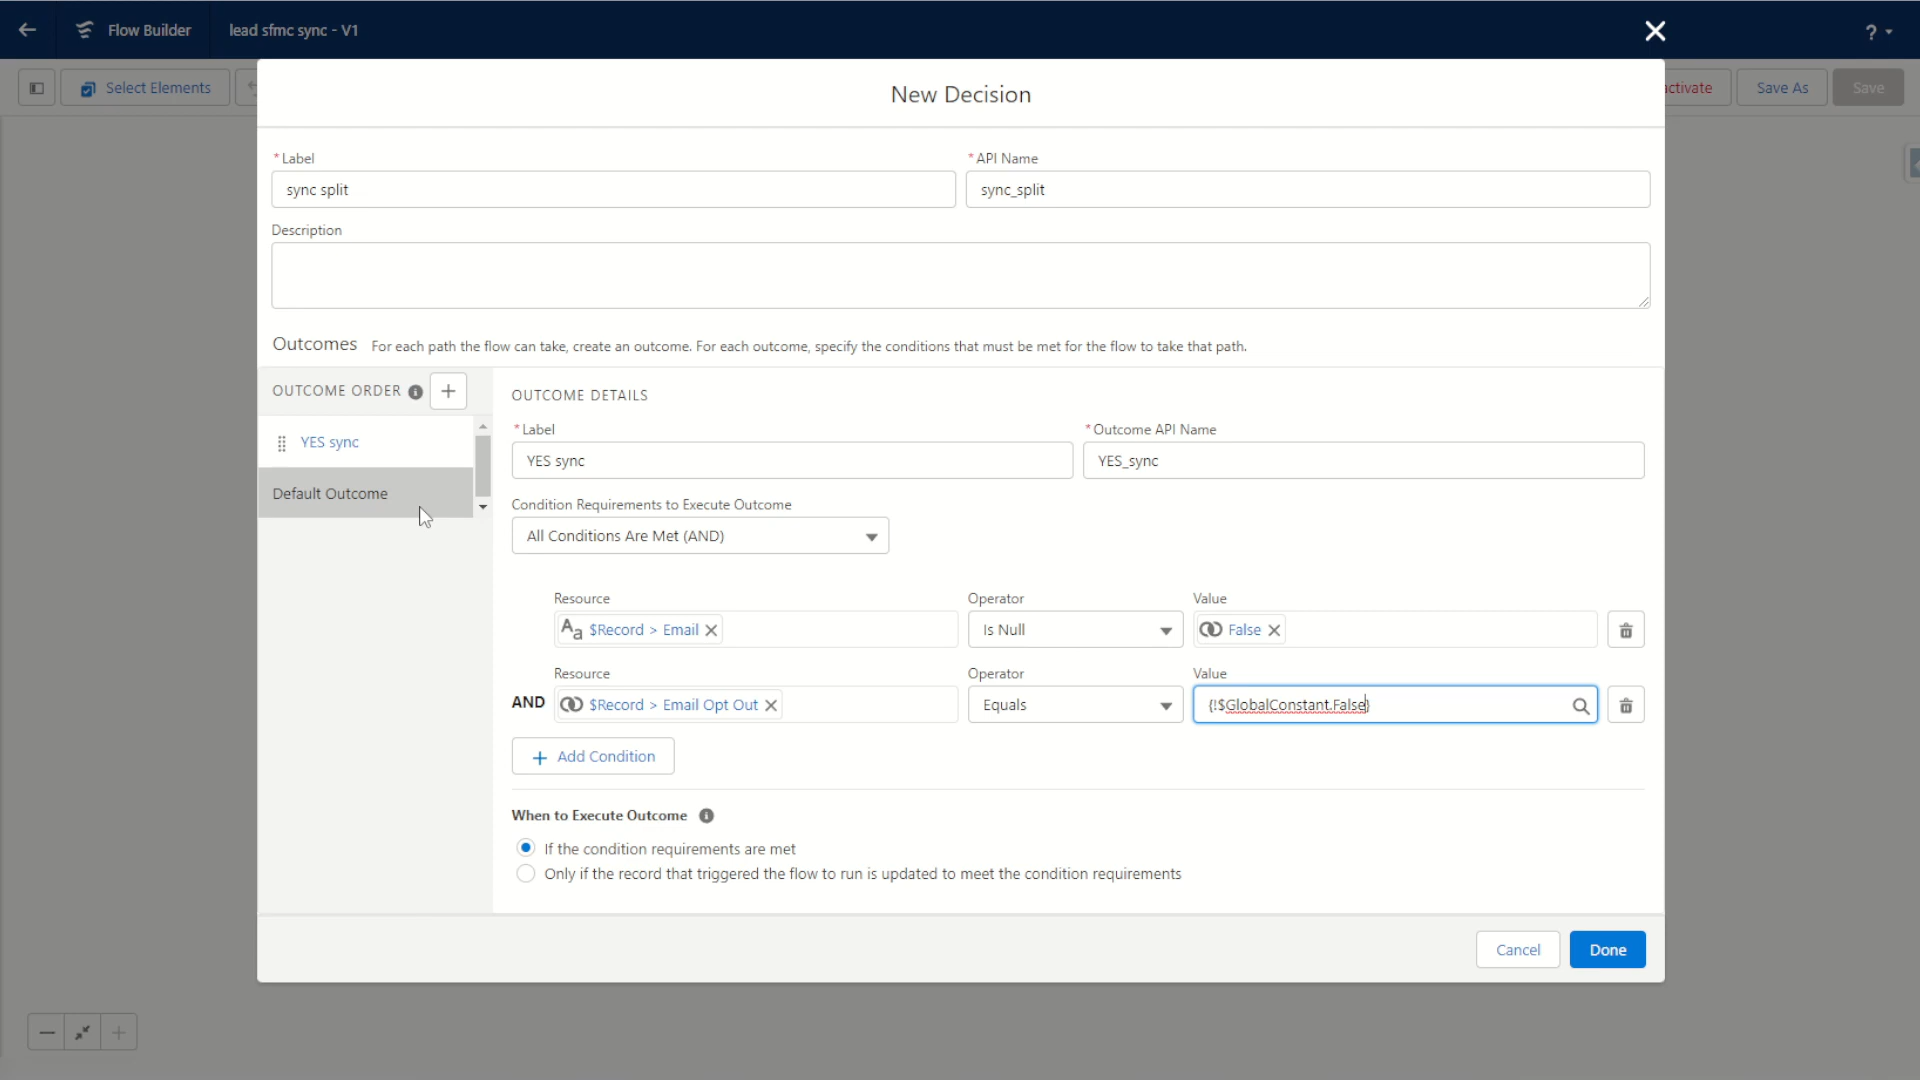 Flow Builder
lead sfmc sync - V1
?
Select Elements
activate
Save As
Save
New Decision
* Label
sync split
* API Name
sync_split
Description
Outcomes
For each path the flow can take, create an outcome. For each outcome, specify the conditions that must be met for the flow to take that path.
OUTCOME ORDER
YES sync
Default Outcome
OUTCOME DETAILS
* Label
YES sync
* Outcome API Name
YES_sync
Condition Requirements to Execute Outcome
All Conditions Are Met (AND)
Resource
Operator
Value
Aa $Record > Email
Is Null
False
Resource
Operator
Value
AND
$Record > Email Opt Out
Equals
{!$GlobalConstant.False}
+ Add Condition
When to Execute Outcome
If the condition requirements are met
Only if the record that triggered the flow to run is updated to meet the condition requirements
Cancel
Done